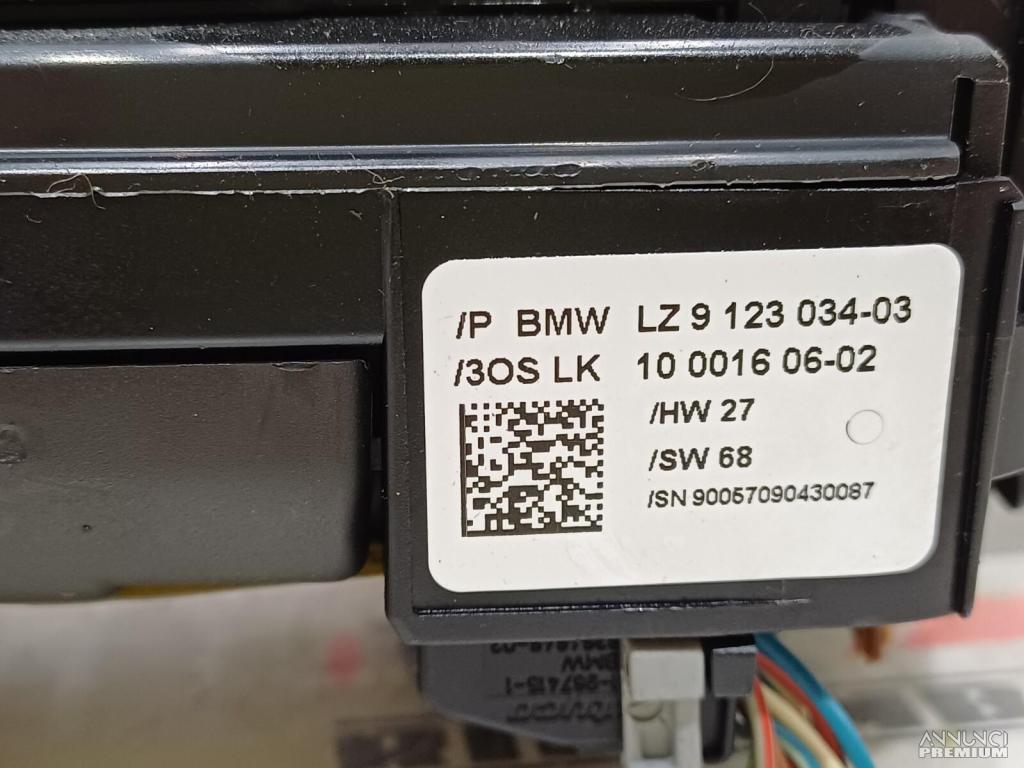 /P BMW LZ 9 123 034-03
/3OS LK 10 0016 06-02
/HW 27
/SW 68
/SN 90057090430087
BMW
ANNUNCI
PREMIUM